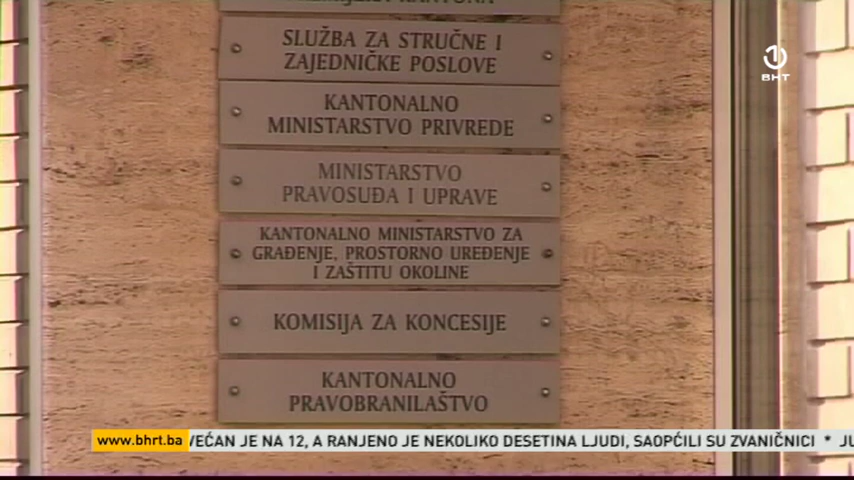 SLUŽBA ZA STRUČNE I
ZAJEDNIČKE POSLOVE
KANTONALNO
MINISTARSTVO PRIVREDE
MINISTARSTVO
PRAVOSUĐA I UPRAVE
KANTONALNO MINISTARSTVO ZA
GRAĐENJE, PROSTORNO UREĐENJE
I ZAŠTITU OKOLINE
KOMISIJA ZA KONCESIJE
KANTONALNO
PRAVOBRANILAŠTVO
1
BHT
www.bhrt.ba
VEĆAN JE NA 12, A RANJENO JE NEKOLIKO DESETINA LJUDI, SAOPĆILI SU ZVANIČNICI * JU